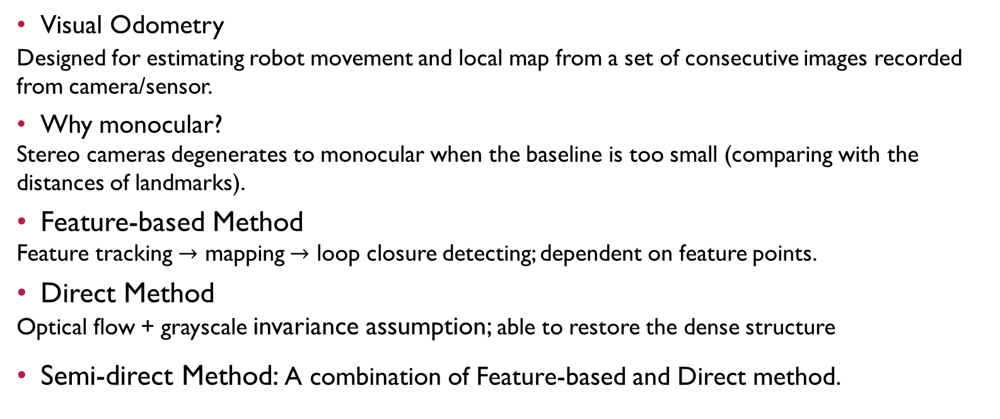 • Visual Odometry
Designed for estimating robot movement and local map from a set of consecutive images recorded
from camera/sensor.
• Why monocular?
Stereo cameras degenerates to monocular when the baseline is too small (comparing with the
distances of landmarks).
• Feature-based Method
Feature tracking → mapping → loop closure detecting; dependent on feature points.
• Direct Method
Optical flow + grayscale invariance assumption; able to restore the dense structure
• Semi-direct Method: A combination of Feature-based and Direct method.